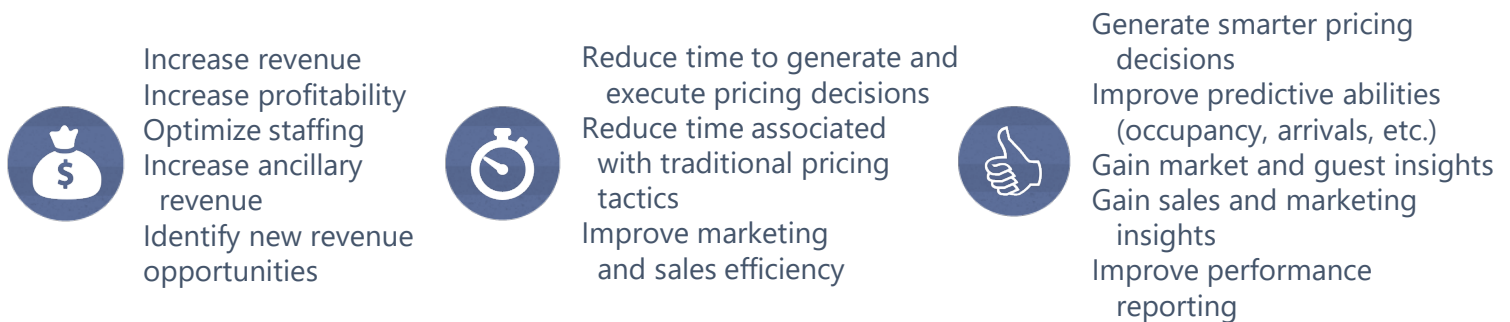 Increase revenue
Increase profitability
Optimize staffing
Increase ancillary
revenue
Identify new revenue
opportunities
$
Reduce time to generate and
execute pricing decisions
Reduce time associated
with traditional pricing
tactics
Improve marketing
and sales efficiency
Generate smarter pricing
decisions
Improve predictive abilities
(occupancy, arrivals, etc.)
Gain market and guest insights
Gain sales and marketing
insights
Improve performance
reporting